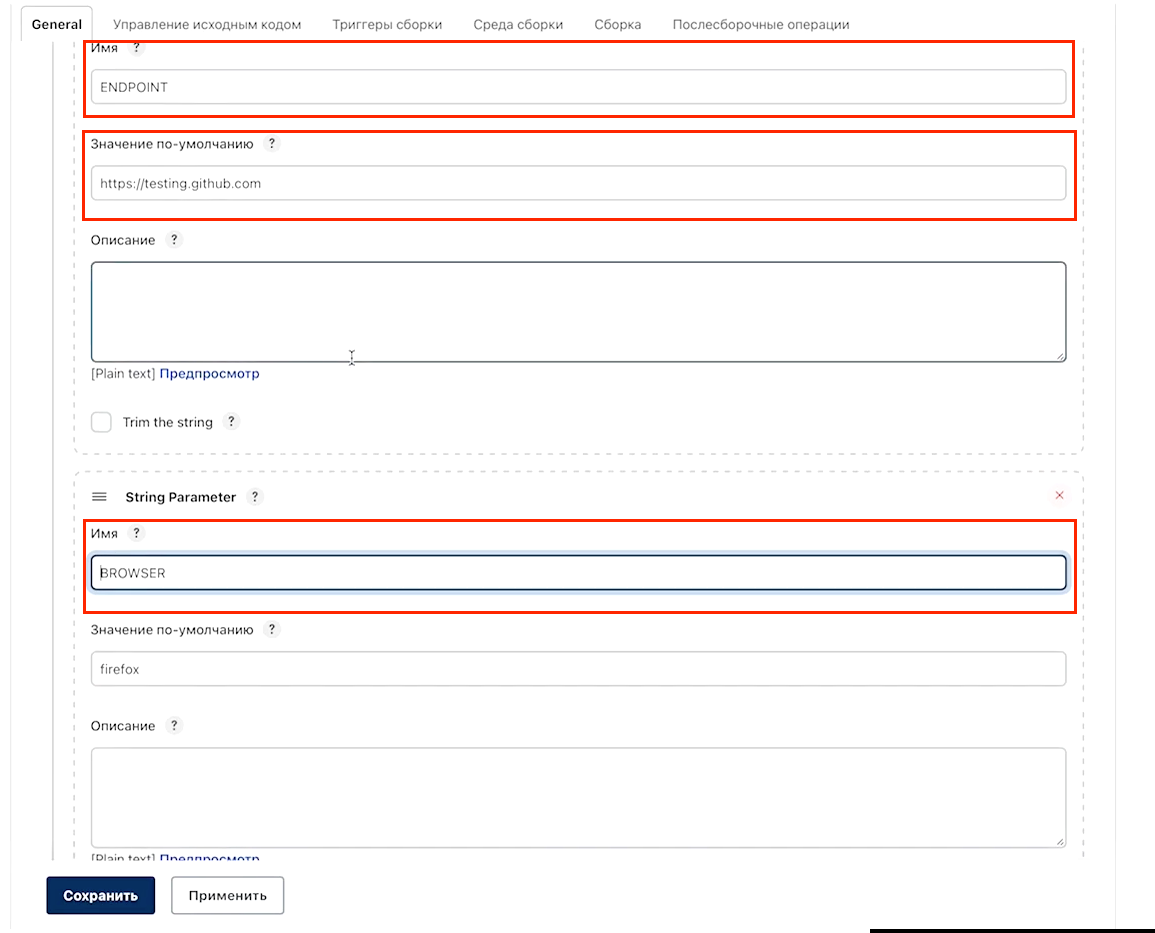 General Управление исходным кодом Триггеры сборки Среда сборки Сборка Послесборочные операции
Имя ?
ENDPOINT
Значение по-умолчанию ?
https://testing.github.com
Описание ?
[Plain text] Предпросмотр
Trim the string ?
String Parameter ?
Имя ?
BROWSER
Значение по-умолчанию ?
firefox
Описание ?
[Plain text] Предпросмотр
Сохранить Применить